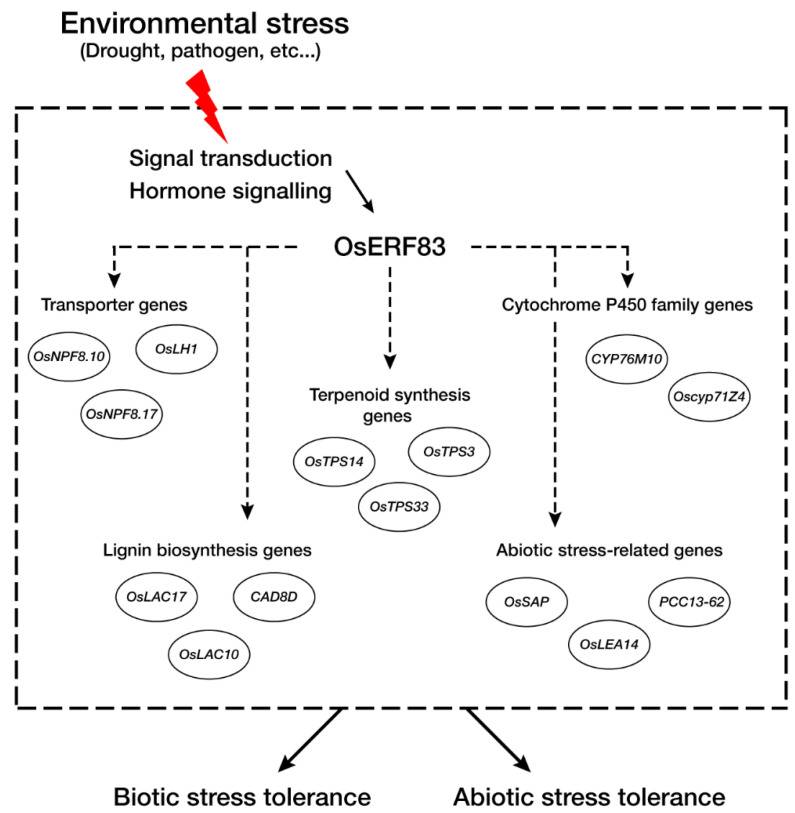 Environmental stress
(Drought, pathogen, etc...)
Signal transduction
Hormone signalling
OsERF83
Transporter genes
OsNPF8.10
OsLH1
OsNPF8.17
Cytochrome P450 family genes
CYP76M10
Oscyp71Z4
Terpenoid synthesis
genes
OsTPS14
OsTPS3
OsTPS33
Lignin biosynthesis genes
OsLAC17
CAD8D
OsLAC10
Abiotic stress-related genes
OsSAP
PCC13-62
OsLEA14
Biotic stress tolerance
Abiotic stress tolerance